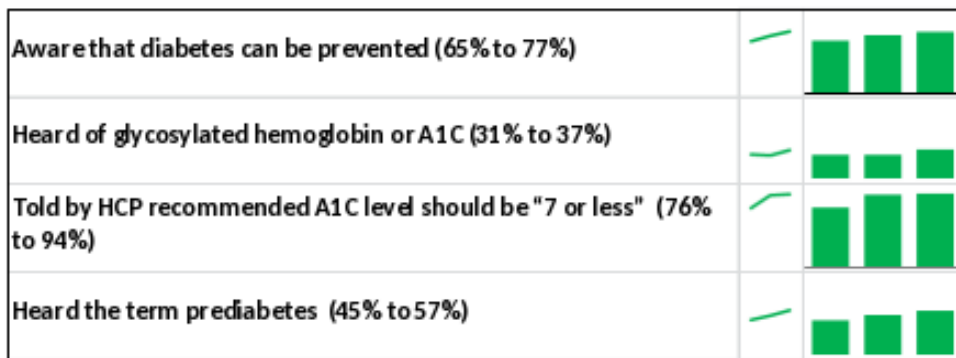 Aware that diabetes can be prevented (65% to 77%)
Heard of glycosylated hemoglobin or A1C (31% to 37%)
Told by HCP recommended A1C level should be “7 or less” (76%
to 94%)
Heard the term prediabetes (45% to 57%)